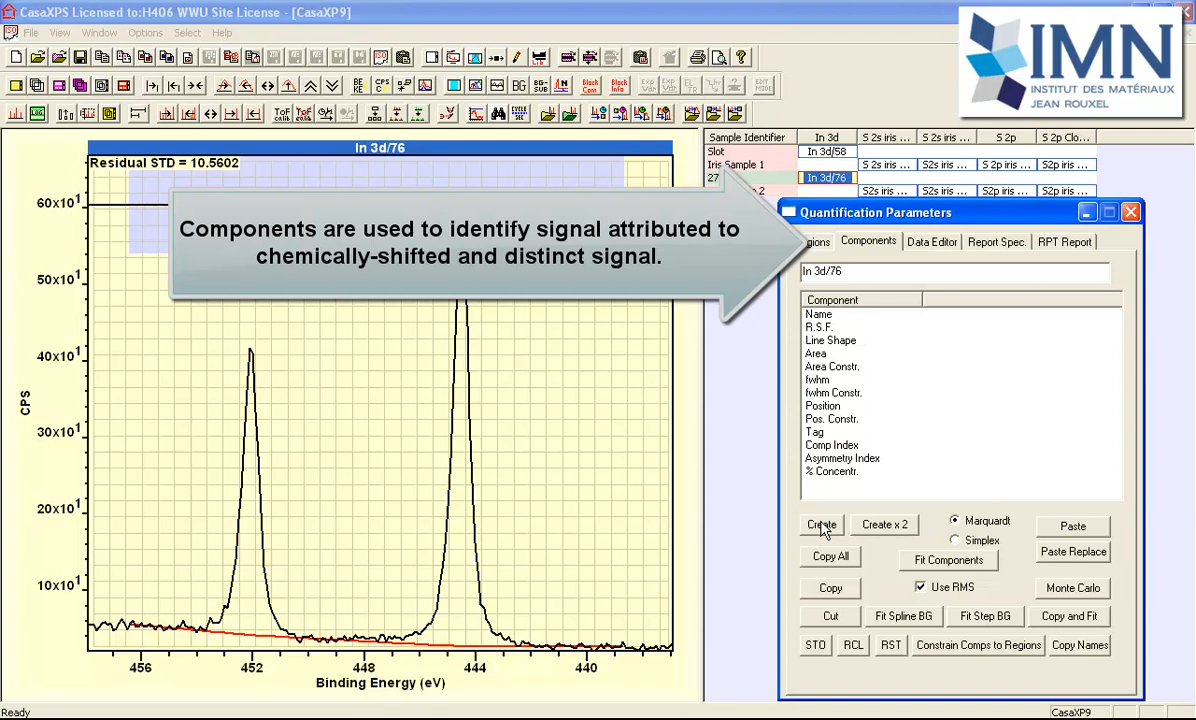 CasaXPS Licensed to:H406 WWU Site License - [CasaXP9]
File View Window Options Select Help
IMN
INSTITUT DES MATÉRIAUX
JEAN ROUXEL
In 3d/76
Residual STD = 10.5602
Components are used to identify signal attributed to
chemically-shifted and distinct signal.
60x10¹
50x10¹
40x10¹
30x10¹
20x10¹
10x10¹
CPS
456 452 448 444 440
Binding Energy (eV)
Sample Identifier In 3d S 2s iris ... S 2s iris ... S 2p S 2p Clo...
Slot In 3d/58
Iris Sample 1 S 2s iris ... S2s iris ... S 2p iris ... S2p iris ...
27 In 3d/76
2 S2s iris ... S2s iris ... S2p iris ... S2p iris ...
Quantification Parameters
gions Components Data Editor Report Spec. RPT Report
In 3d/76
Component
Name
R.S.F.
Line Shape
Area
Area Constr.
fwhm
fwhm Constr.
Position
Pos. Constr.
Tag
Comp Index
Asymmetry Index
% Concentr.
Create Create x 2 Marquardt Paste
Simplex
Copy All Fit Components Paste Replace
Copy Use RMS Monte Carlo
Cut Fit Spline BG Fit Step BG Copy and Fit
STO RCL RST Constrain Comps to Regions Copy Names
Ready CasaXP9